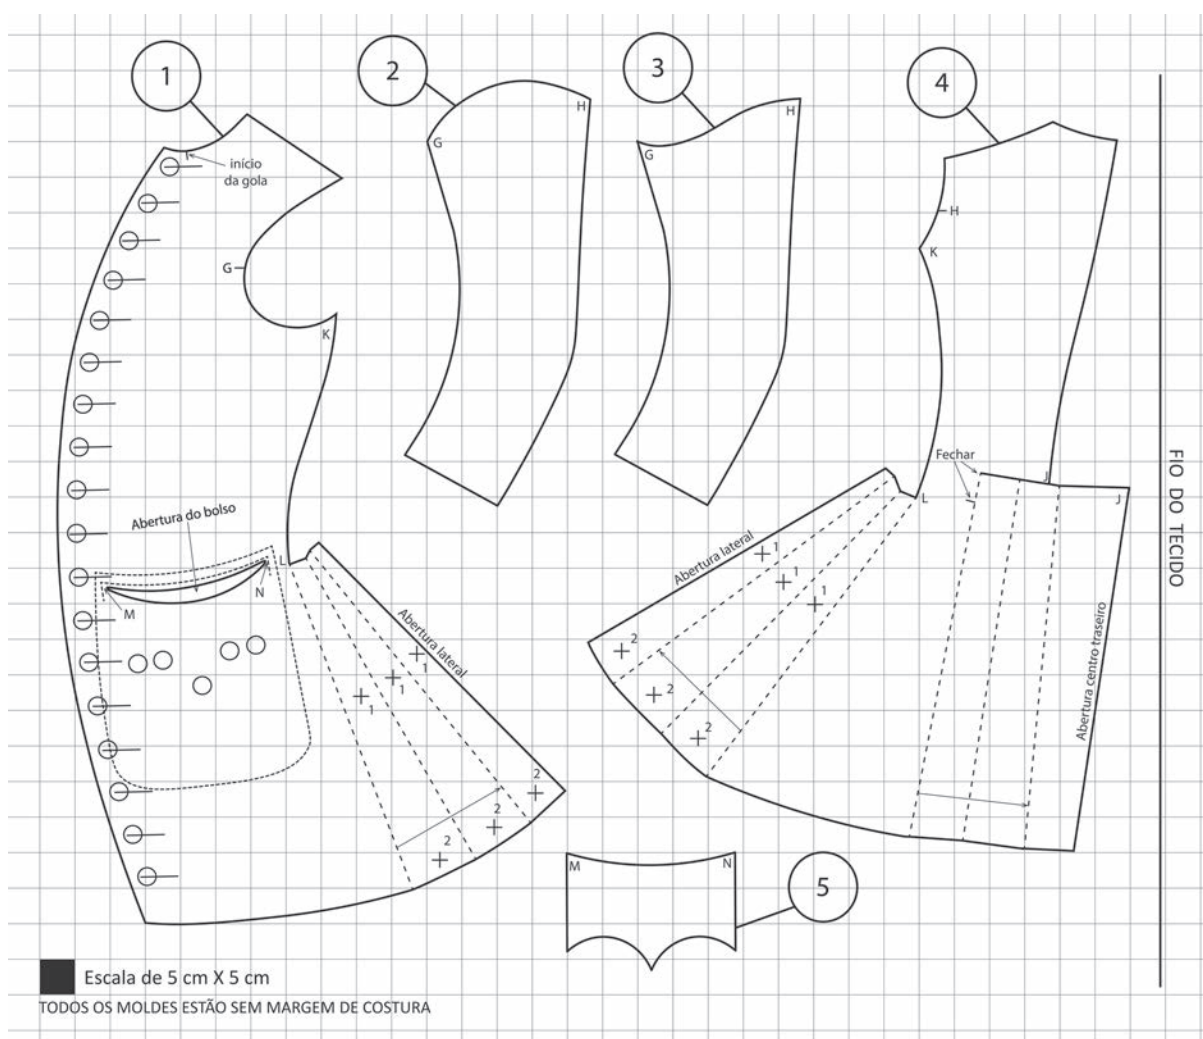 1
2
3
4
início
da gola
G
K
G
H
G
H
H
K
Abertura do bolso
L
M
N
Abertura lateral
1
1
1
2
2
2
Fechar
J
J
L
Abertura lateral
1
1
1
2
2
2
Abertura centro traseiro
FIO DO TECIDO
M
N
5
Escala de 5 cm X 5 cm
TODOS OS MOLDES ESTÃO SEM MARGEM DE COSTURA